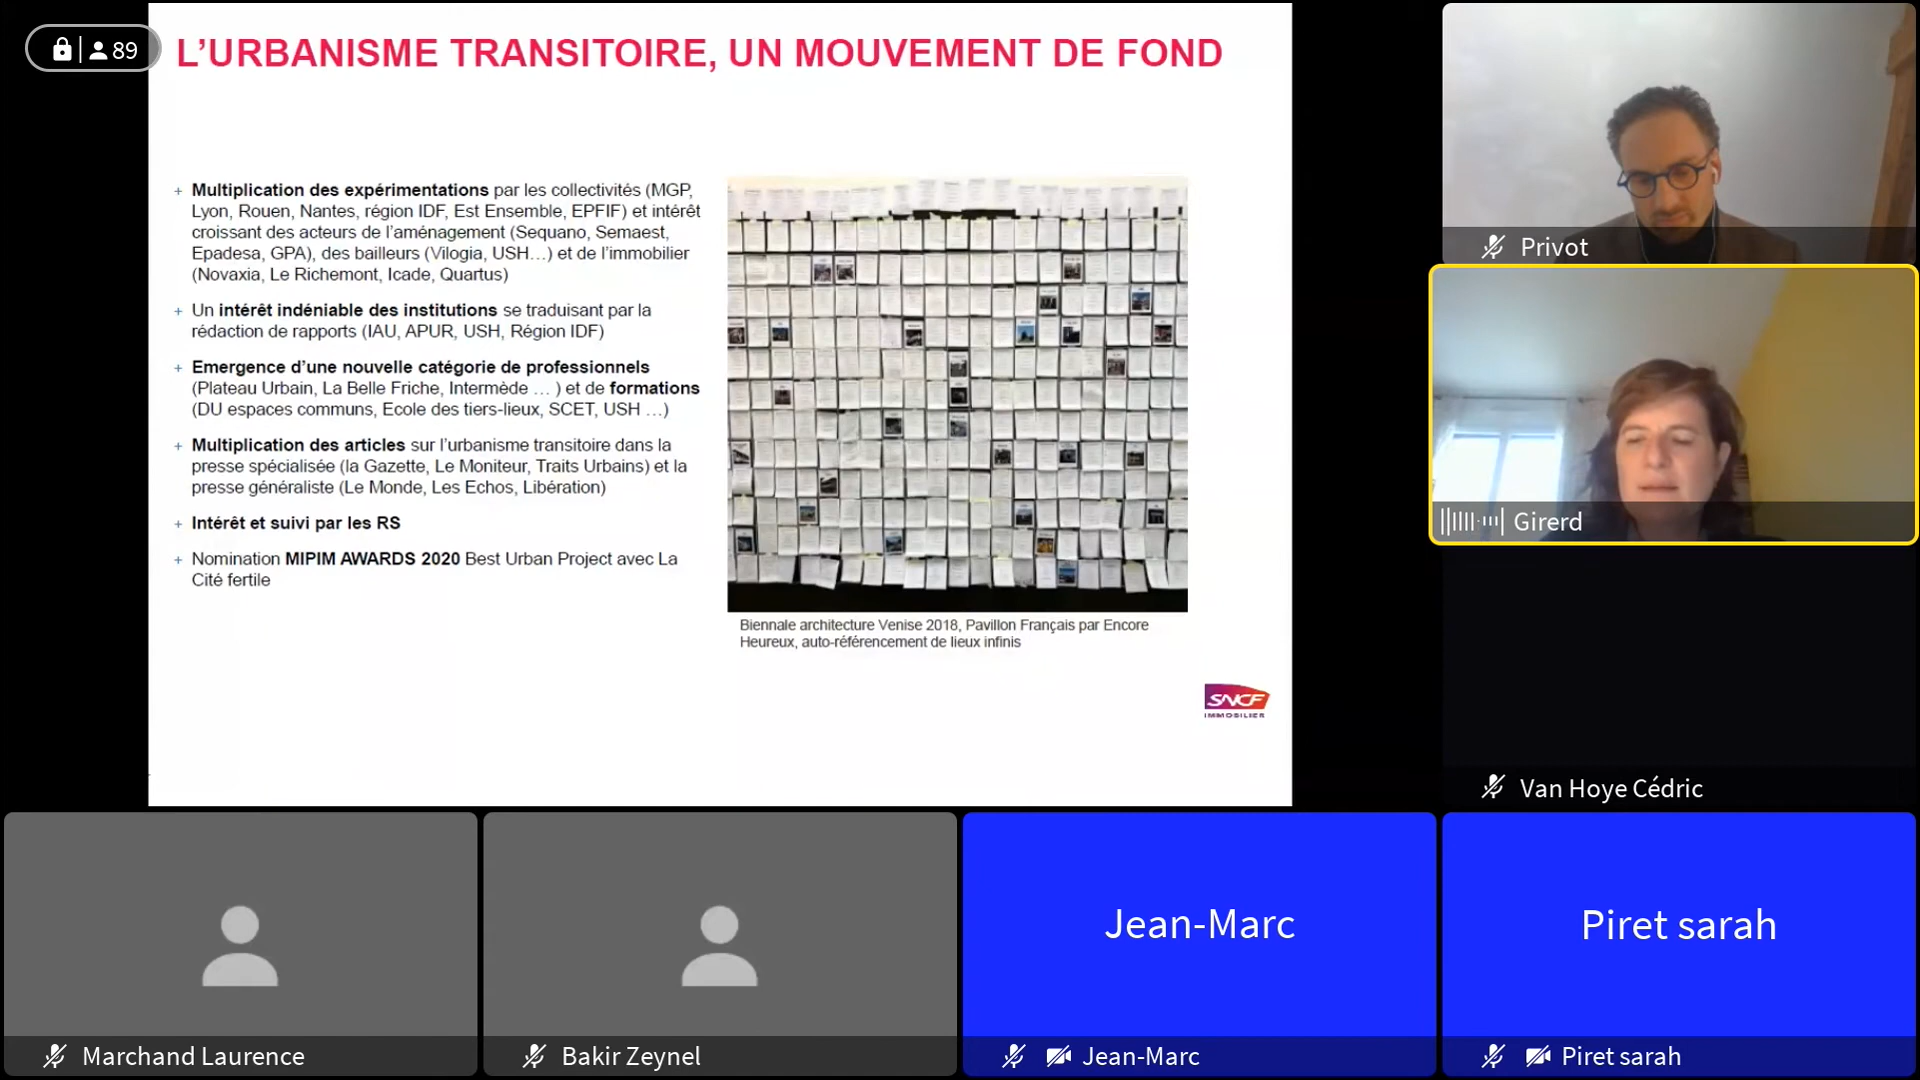 89
L'URBANISME TRANSITOIRE, UN MOUVEMENT DE FOND
+ Multiplication des expérimentations par les collectivités (MGP,
Lyon, Rouen, Nantes, région IDF, Est Ensemble, EPFIF) et intérêt
croissant des acteurs de l'aménagement (Sequano, Semaest,
Epadesa, GPA), des bailleurs (Vilogia, USH…) et de l'immobilier
(Novaxia, Le Richemont, Icade, Quartus)
+ Un intérêt indéniable des institutions se traduisant par la
rédaction de rapports (IAU, APUR, USH, Région IDF)
+ Emergence d'une nouvelle catégorie de professionnels
(Plateau Urbain, La Belle Friche, Intermède … ) et de formations
(DU espaces communs, Ecole des tiers-lieux, SCET, USH …)
+ Multiplication des articles sur l'urbanisme transitoire dans la
presse spécialisée (la Gazette, Le Moniteur, Traits Urbains) et la
presse généraliste (Le Monde, Les Echos, Libération)
+ Intérêt et suivi par les RS
+ Nomination MIPIM AWARDS 2020 Best Urban Project avec La
Cité fertile
Biennale architecture Venise 2018, Pavillon Français par Encore
Heureux, auto-référencement de lieux infinis
SNCF
IMMOBILIER
Privot
Girerd
Van Hoye Cédric
Marchand Laurence
Bakir Zeynel
Jean-Marc
Jean-Marc
Piret sarah
Piret sarah